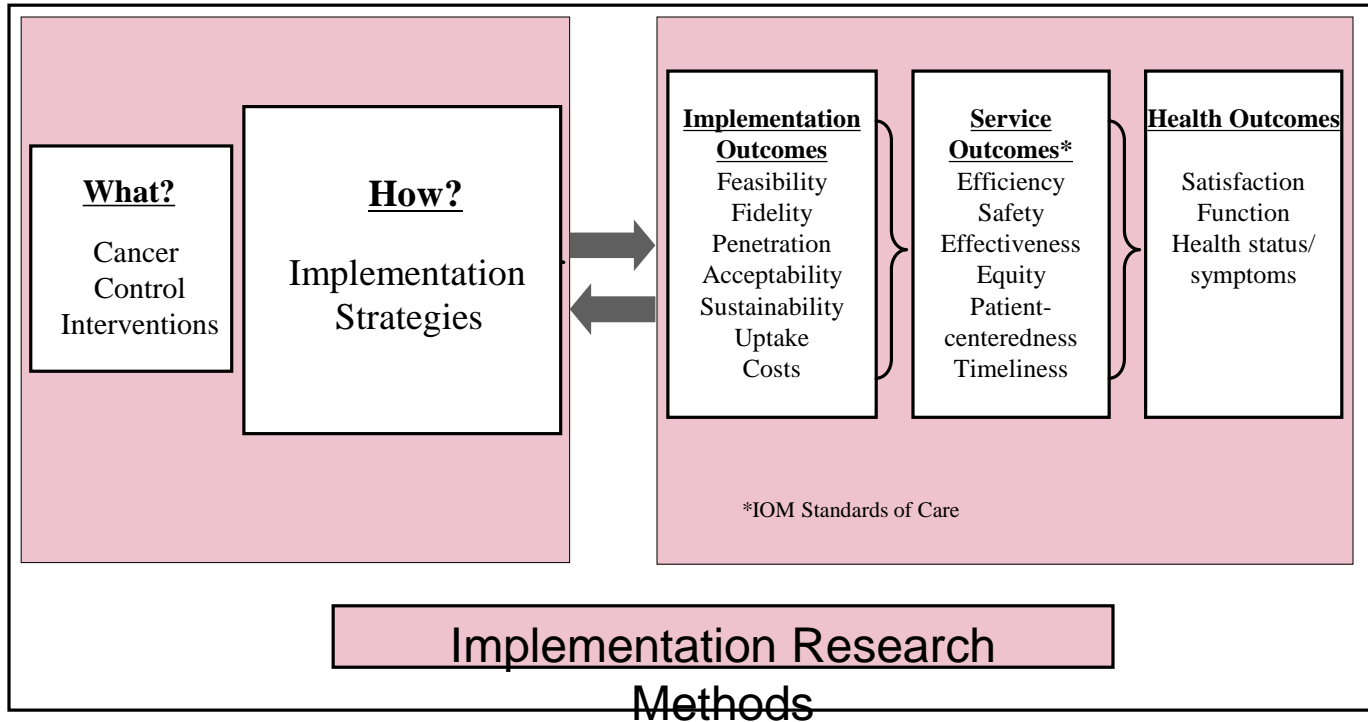 What?
Cancer
Control
Interventions
How?
Implementation
Strategies
Implementation
Outcomes
Feasibility
Fidelity
Penetration
Acceptability
Sustainability
Uptake
Costs
Service
Outcomes*
Efficiency
Safety
Effectiveness
Equity
Patient-
centeredness
Timeliness
Health Outcomes
Satisfaction
Function
Health status/
symptoms
*IOM Standards of Care
Implementation Research
Methods